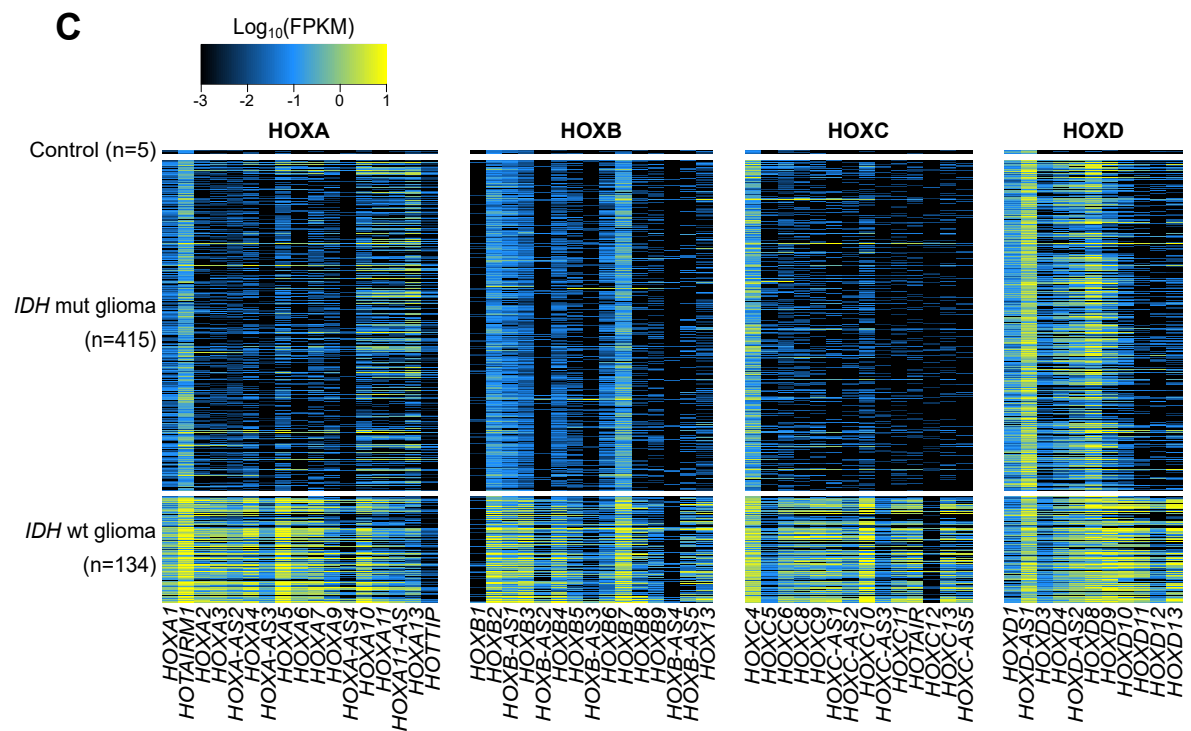 C
Log10(FPKM)
-3 -2 -1 0 1
HOXA HOXB HOXC HOXD
Control (n=5)
IDH mut glioma
(n=415)
IDH wt glioma
(n=134)
HOXA1
HOTAIRM1
HOXA2
HOXA3
HOXA-AS2
HOXA4
HOXA-AS3
HOXA5
HOXA6
HOXA7
HOXA9
HOXA-AS4
HOXA10
HOXA11
HOXA11-AS
HOXA13
HOTTIP
HOXB1
HOXB2
HOXB-AS1
HOXB3
HOXB-AS2
HOXB4
HOXB5
HOXB-AS3
HOXB6
HOXB7
HOXB8
HOXB9
HOXB-AS4
HOXB-AS5
HOX13
HOXC4
HOXC5
HOXC6
HOXC8
HOXC9
HOXC-AS1
HOXC-AS2
HOXC10
HOXC-AS3
HOXC11
HOTAIR
HOXC12
HOXC13
HOXC-AS5
HOXD1
HOXD-AS1
HOXD3
HOXD4
HOXD-AS2
HOXD8
HOXD9
HOXD10
HOXD11
HOXD12
HOXD13